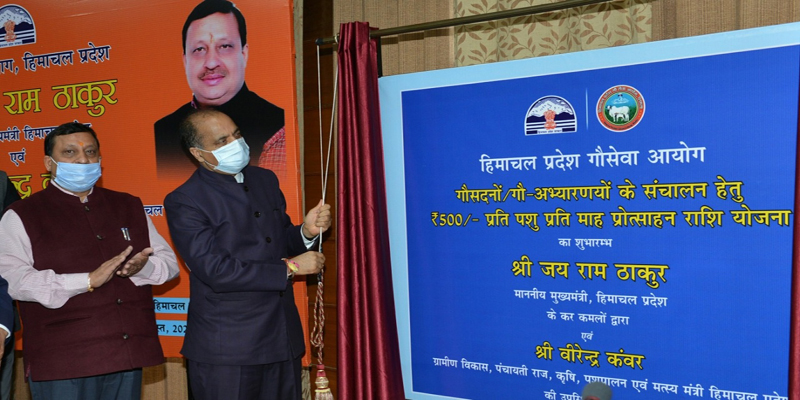 हिमाचल प्रदेश
राम ठाकुर
हिमाच
एवं
हिमाचल
स्त, 202
हिमाचल प्रदेश गौसेवा आयोग
गौसदनों/गौ-अभ्यारणयों के संचालन हेतु
₹500/- प्रति पशु प्रति माह प्रोत्साहन राशि योजना
का शुभारम्भ
श्री जय राम ठाकुर
माननीय मुख्यमंत्री, हिमाचल प्रदेश
के कर कमलों द्वारा
एवं
श्री वीरेन्द्र कंवर
ग्रामीण विकास, पंचायती राज, कृषि, पशुपालन एवं मत्स्य मंत्री हिमाचल प्रदेश
की